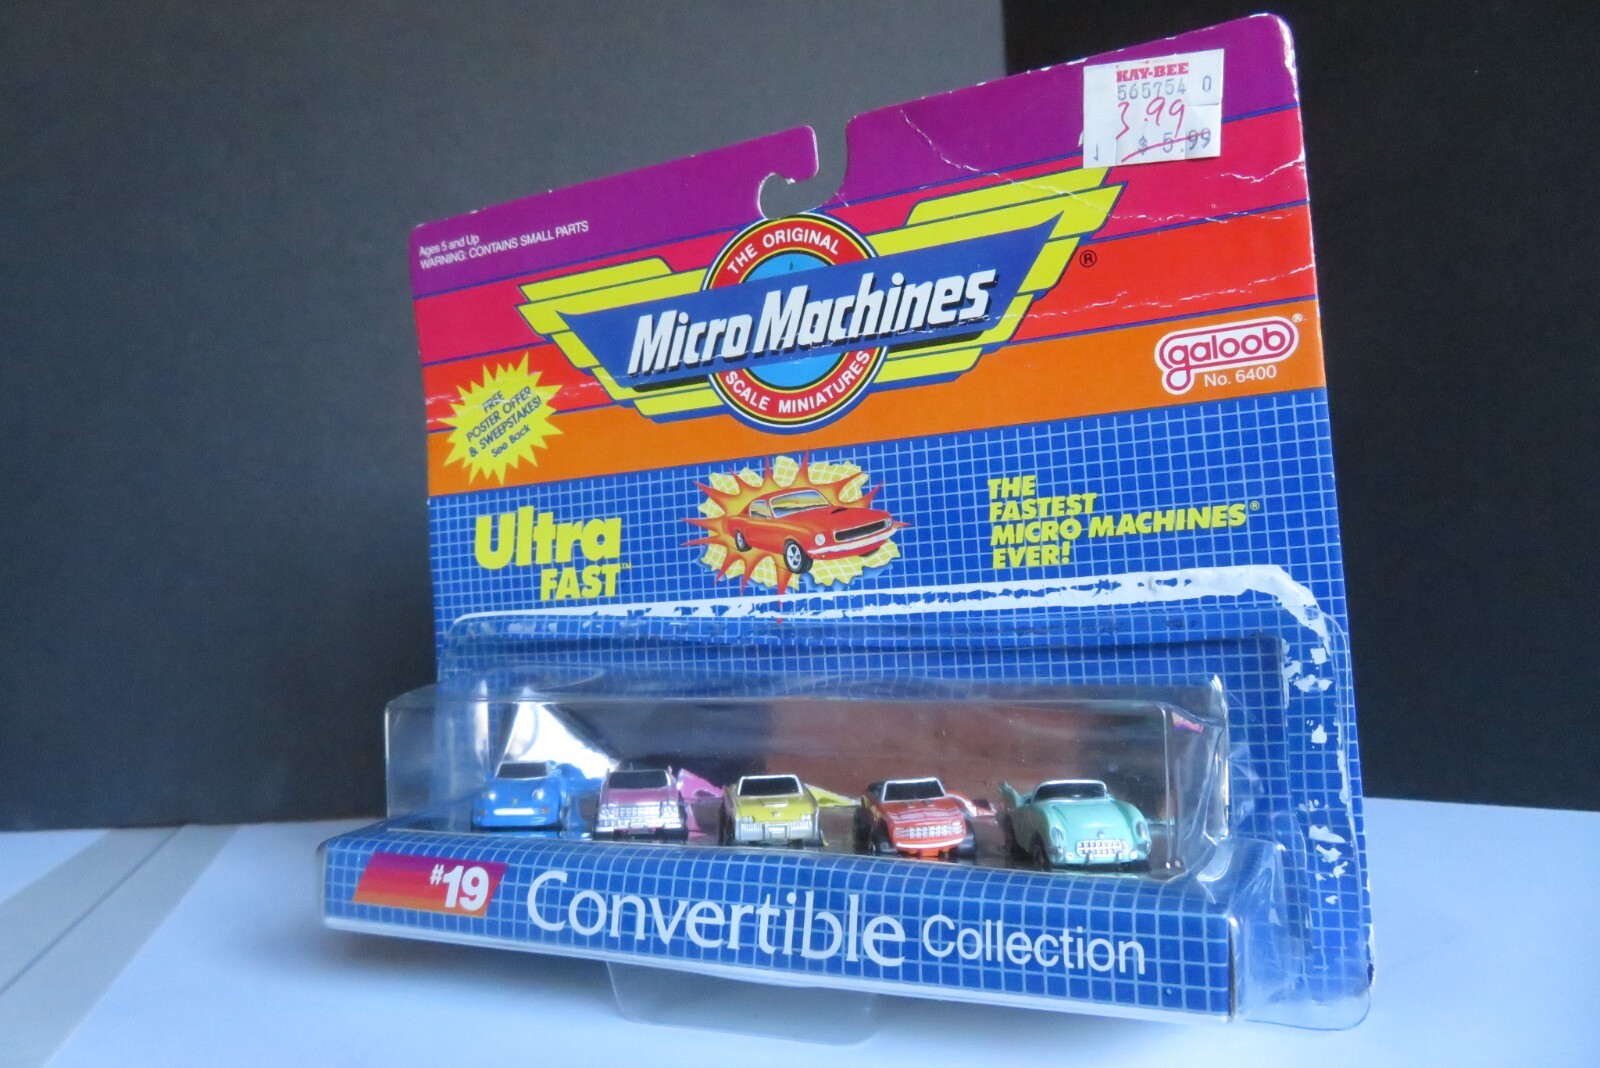 KAY-BEE
565754 0
3.99
$ 5.99
Ages 5 and Up
WARNING: CONTAINS SMALL PARTS
THE ORIGINAL
Micro Machines®
SCALE MINIATURES
galoob®
No. 6400
FREE
POSTER OFFER
& SWEEPSTAKES!
See Back
Ultra
FAST™
THE
FASTEST
MICRO MACHINES®
EVER!
#19
Convertible Collection